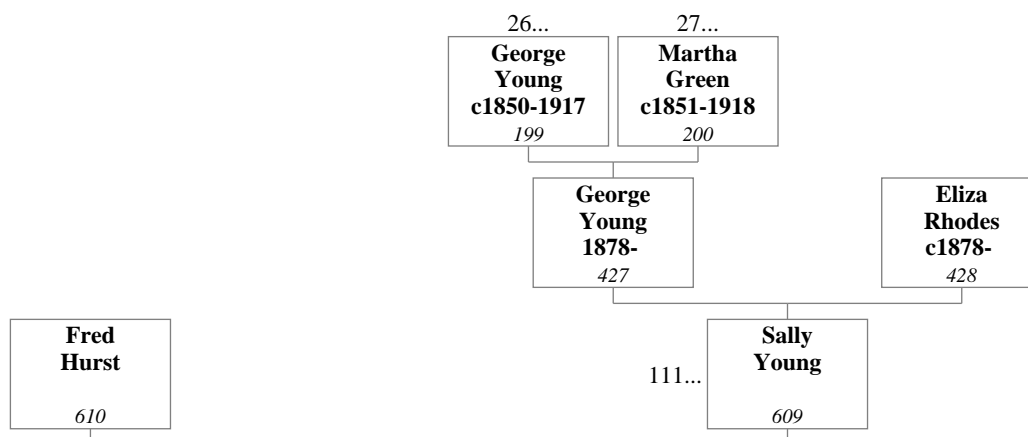 26...
27...
George
Young
c1850-1917
199
Martha
Green
c1851-1918
200
George
Young
1878-
427
Eliza
Rhodes
c1878-
428
Fred
Hurst
610
111...
Sally
Young
609